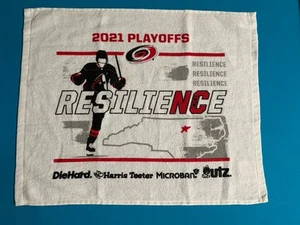 2021 PLAYOFFS
RESILIENCE
RESILIENCE
RESILIENCE
RESILIENCE
DieHard. Harris Teeter MICROBAN utz.